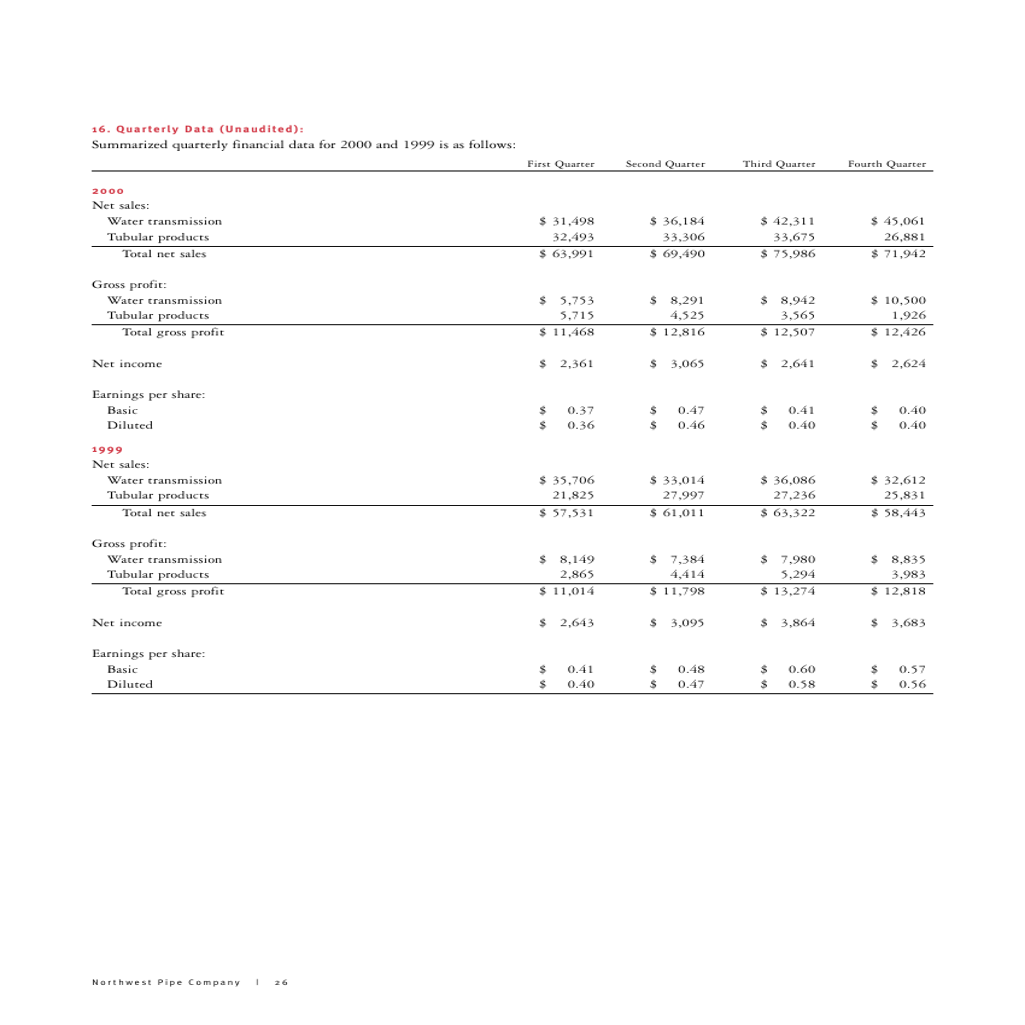 16. Quarterly Data (Unaudited):
Summarized quarterly financial data for 2000 and 1999 is as follows:
First Quarter Second Quarter Third Quarter Fourth Quarter
2000
Net sales:
Water transmission $ 31,498 $ 36,184 $ 42,311 $ 45,061
Tubular products 32,493 33,306 33,675 26,881
Total net sales $ 63,991 $ 69,490 $ 75,986 $ 71,942
Gross profit:
Water transmission $ 5,753 $ 8,291 $ 8,942 $ 10,500
Tubular products 5,715 4,525 3,565 1,926
Total gross profit $ 11,468 $ 12,816 $ 12,507 $ 12,426
Net income $ 2,361 $ 3,065 $ 2,641 $ 2,624
Earnings per share:
Basic $ 0.37 $ 0.47 $ 0.41 $ 0.40
Diluted $ 0.36 $ 0.46 $ 0.40 $ 0.40
1999
Net sales:
Water transmission $ 35,706 $ 33,014 $ 36,086 $ 32,612
Tubular products 21,825 27,997 27,236 25,831
Total net sales $ 57,531 $ 61,011 $ 63,322 $ 58,443
Gross profit:
Water transmission $ 8,149 $ 7,384 $ 7,980 $ 8,835
Tubular products 2,865 4,414 5,294 3,983
Total gross profit $ 11,014 $ 11,798 $ 13,274 $ 12,818
Net income $ 2,643 $ 3,095 $ 3,864 $ 3,683
Earnings per share:
Basic $ 0.41 $ 0.48 $ 0.60 $ 0.57
Diluted $ 0.40 $ 0.47 $ 0.58 $ 0.56
Northwest Pipe Company | 26